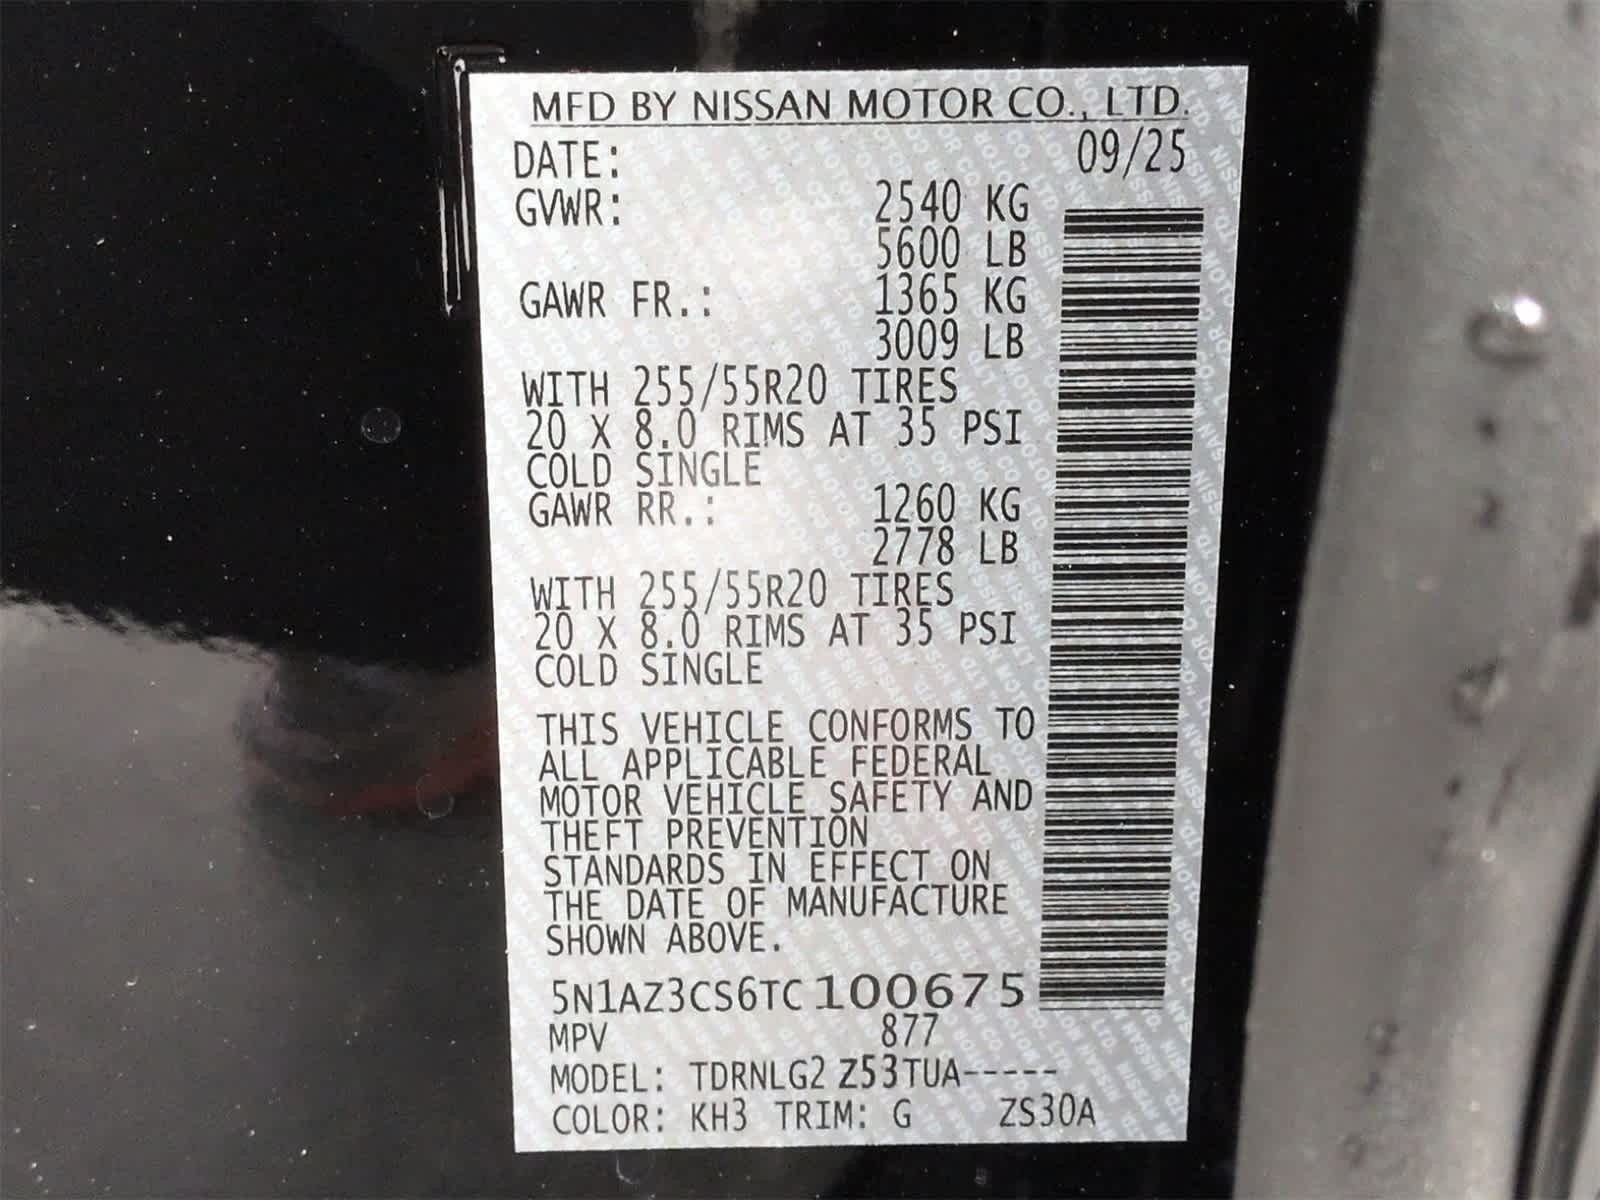 MFD BY NISSAN MOTOR CO., LTD.
DATE: 09/25
GVWR: 2540 KG
5600 LB
GAWR FR.: 1365 KG
3009 LB
WITH 255/55R20 TIRES
20 X 8.0 RIMS AT 35 PSI
COLD SINGLE
GAWR RR.: 1260 KG
2778 LB
WITH 255/55R20 TIRES
20 X 8.0 RIMS AT 35 PSI
COLD SINGLE
THIS VEHICLE CONFORMS TO
ALL APPLICABLE FEDERAL
MOTOR VEHICLE SAFETY AND
THEFT PREVENTION
STANDARDS IN EFFECT ON
THE DATE OF MANUFACTURE
SHOWN ABOVE.
5N1AZ3CS6TC100675
MPV 877
MODEL: TDRNLG2 Z53TUA-----
COLOR: KH3 TRIM: G ZS30A